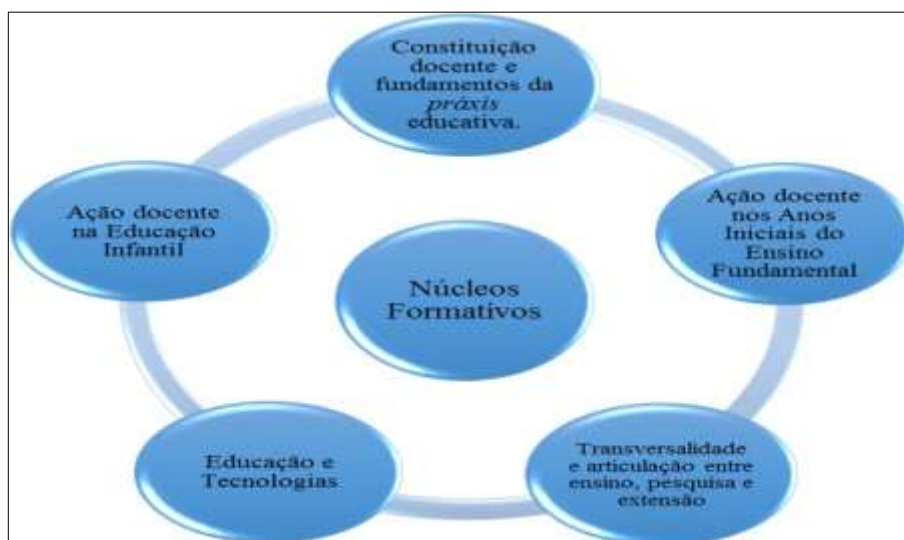 Constituição
docente e
fundamentos da
práxis
educativa.
Ação docente
na Educação
Infantil
Ação docente
nos Anos
Iniciais do
Ensino
Fundamental
Núcleos
Formativos
Educação e
Tecnologias
Transversalidade
e articulação entre
ensino, pesquisa e
extensão